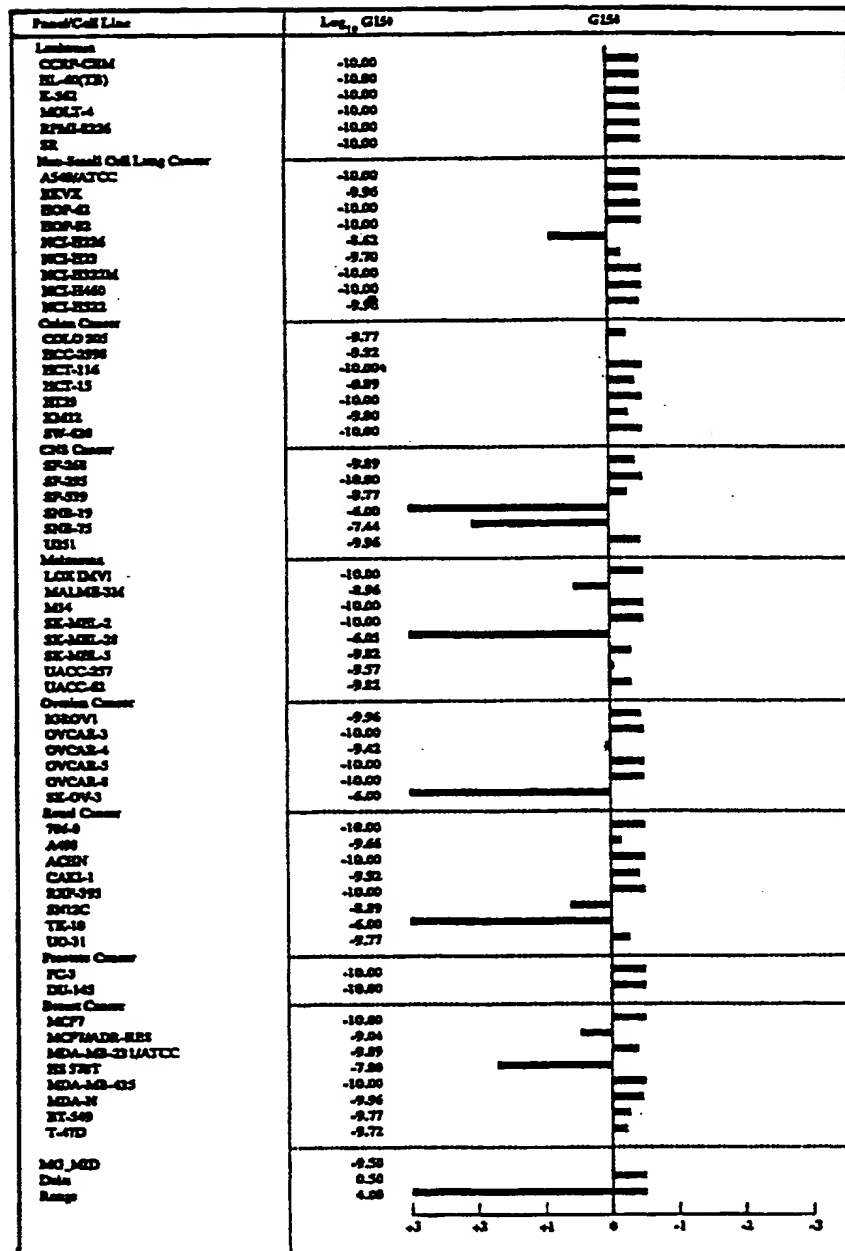 Panel/Cell Line Log10 GI50 GI50
Leukemia
CCRF-CEM -10.00
HL-60(TB) -10.00
K-562 -10.00
MOLT-4 -10.00
RPMI-8226 -10.00
SR -10.00
Non-Small Cell Lung Cancer
A549/ATCC -10.00
EKVX -9.96
HOP-62 -10.00
HOP-92 -10.00
NCI-H226 -8.62
NCI-H23 -9.70
NCI-H322M -10.00
NCI-H460 -10.00
NCI-H522
Colon Cancer
COLO 205 -9.77
HCC-2998
HCT-116 -10.00
HCT-15
HT29 -10.00
KM12 -9.80
SW-620 -10.00
CNS Cancer
SF-268 -9.89
SF-295 -10.00
SF-539
SNB-19 -6.00
SNB-75 -7.44
U251 -9.96
Melanoma
LOX IMVI -10.00
MALME-3M -8.96
M14 -10.00
SK-MEL-2 -10.00
SK-MEL-28
SK-MEL-5 -9.82
UACC-257 -9.57
UACC-62 -9.82
Ovarian Cancer
IGROV1 -9.96
OVCAR-3 -10.00
OVCAR-4 -9.42
OVCAR-5 -10.00
OVCAR-8 -10.00
SK-OV-3 -6.00
Renal Cancer
786-0 -10.00
A498 -9.66
ACHN -10.00
CAKI-1 -9.92
RXF-393 -10.00
SN12C
TK-10 -6.00
UO-31 -9.77
Prostate Cancer
PC-3 -10.00
DU-145 -10.00
Breast Cancer
MCF7 -10.00
MCF7/ADR-RES -9.04
MDA-MB-231/ATCC -9.89
HS 578T
MDA-MB-435 -10.00
MDA-N -9.96
BT-549 -9.77
T-47D -9.72
MG_MID -9.50
Delta 0.50
Range 4.00
+3 +2 +1 0 -1 -2 -3